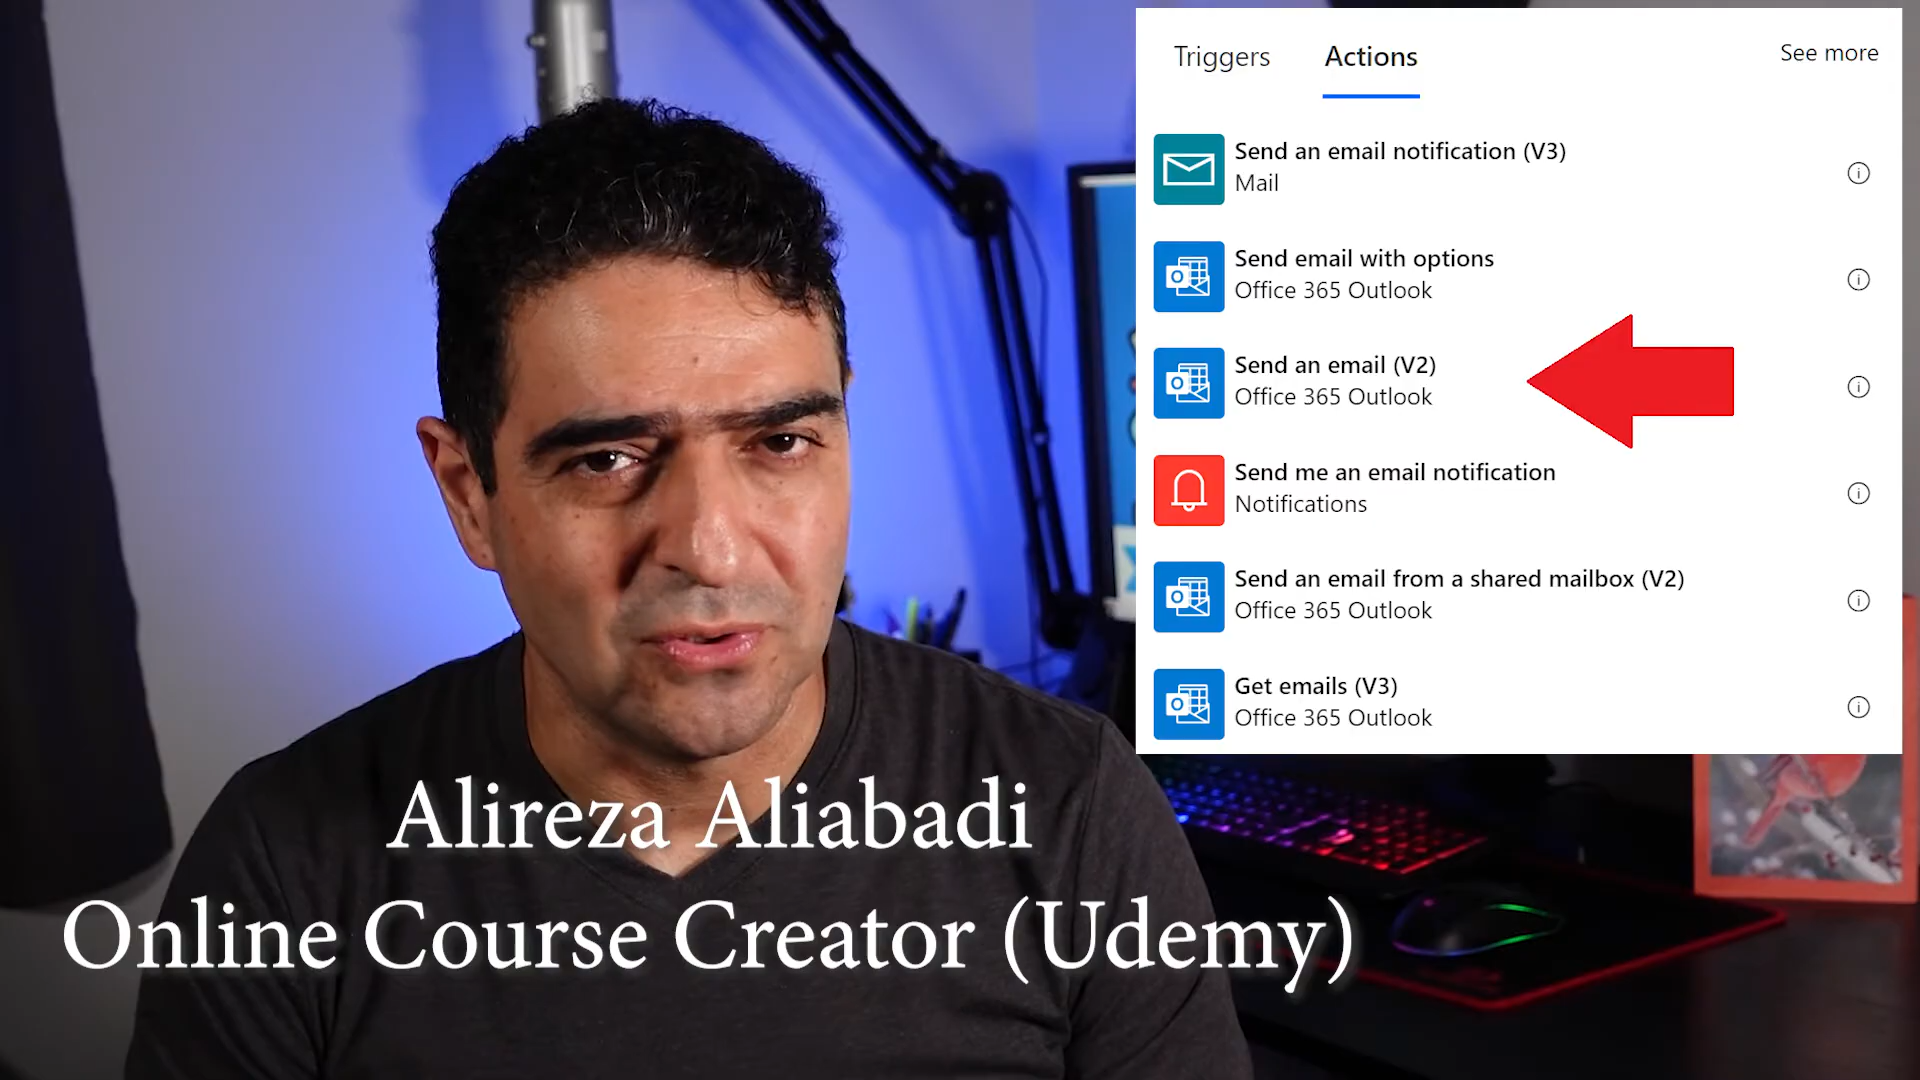 Triggers
Actions
See more
Send an email notification (V3)
Mail
Send email with options
Office 365 Outlook
Send an email (V2)
Office 365 Outlook
Send me an email notification
Notifications
Send an email from a shared mailbox (V2)
Office 365 Outlook
Get emails (V3)
Office 365 Outlook
Alireza Aliabadi
Online Course Creator (Udemy)